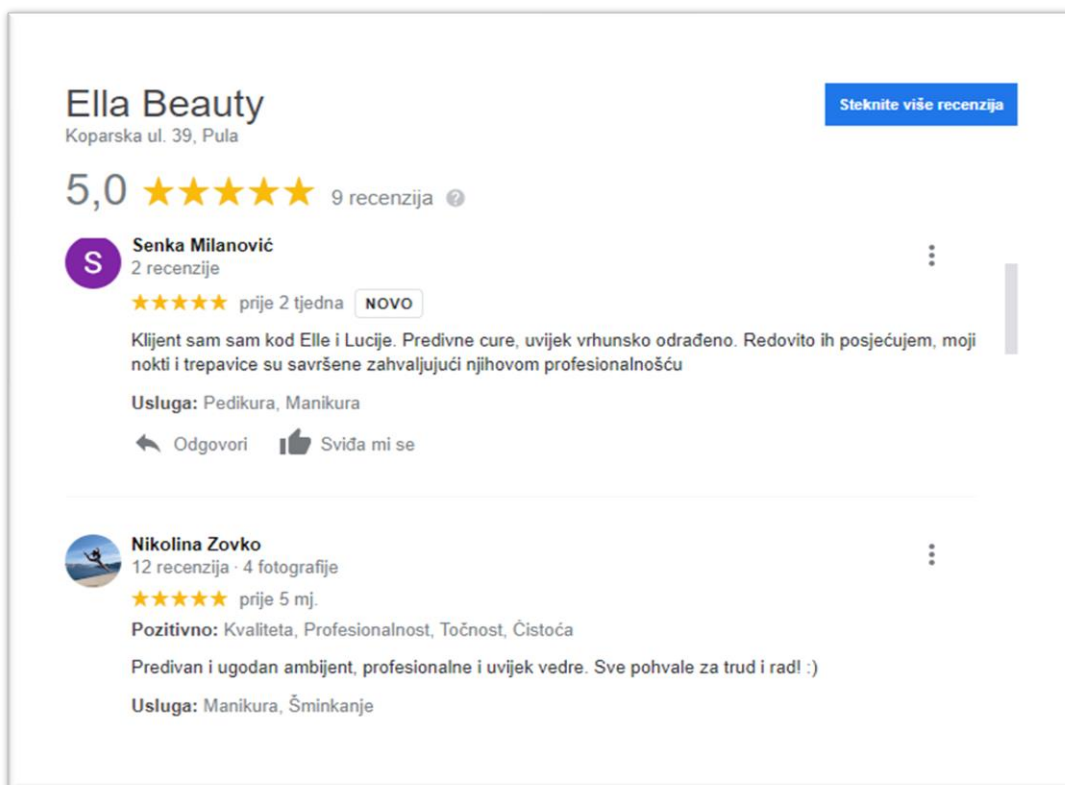 Ella Beauty
Steknite više recenzija
Koparska ul. 39, Pula
5,0 9 recenzija ?
S
Senka Milanović
2 recenzije
prije 2 tjedna NOVO
Klijent sam sam kod Elle i Lucije. Predivne cure, uvijek vrhunsko odrađeno. Redovito ih posjećujem, moji
nokti i trepavice su savršene zahvaljujući njihovom profesionalnošću
Usluga: Pedikura, Manikura
Odgovori Sviđa mi se
Nikolina Zovko
12 recenzija · 4 fotografije
prije 5 mj.
Pozitivno: Kvaliteta, Profesionalnost, Točnost, Čistoća
Predivan i ugodan ambijent, profesionalne i uvijek vedre. Sve pohvale za trud i rad! :)
Usluga: Manikura, Šminkanje